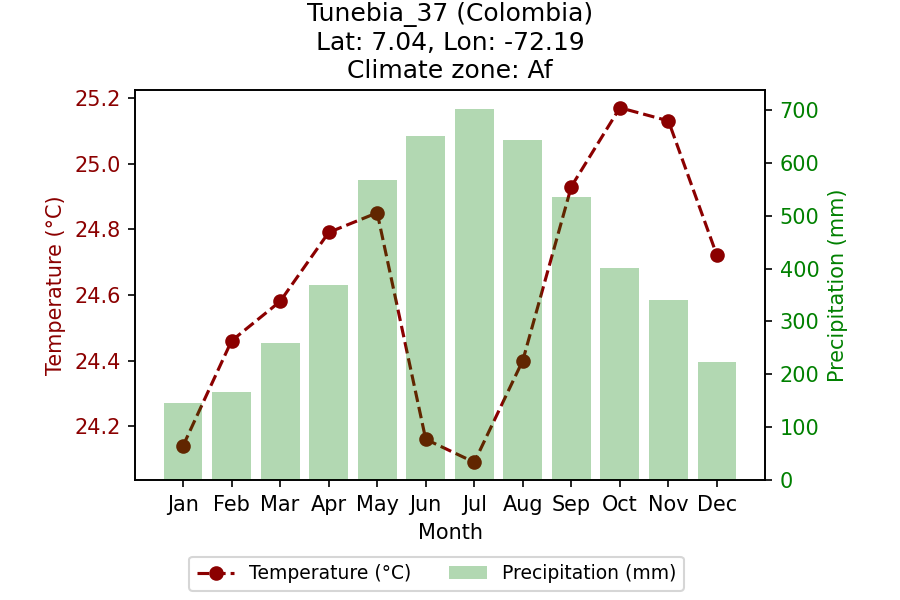 Tunebia_37 (Colombia)
Lat: 7.04, Lon: -72.19
Climate zone: Af
25.2
25.0
24.8
24.6
24.4
24.2
Temperature (°C)
700
600
500
400
300
200
100
0
Precipitation (mm)
Jan Feb Mar Apr May Jun Jul Aug Sep Oct Nov Dec
Month
Temperature (°C) Precipitation (mm)